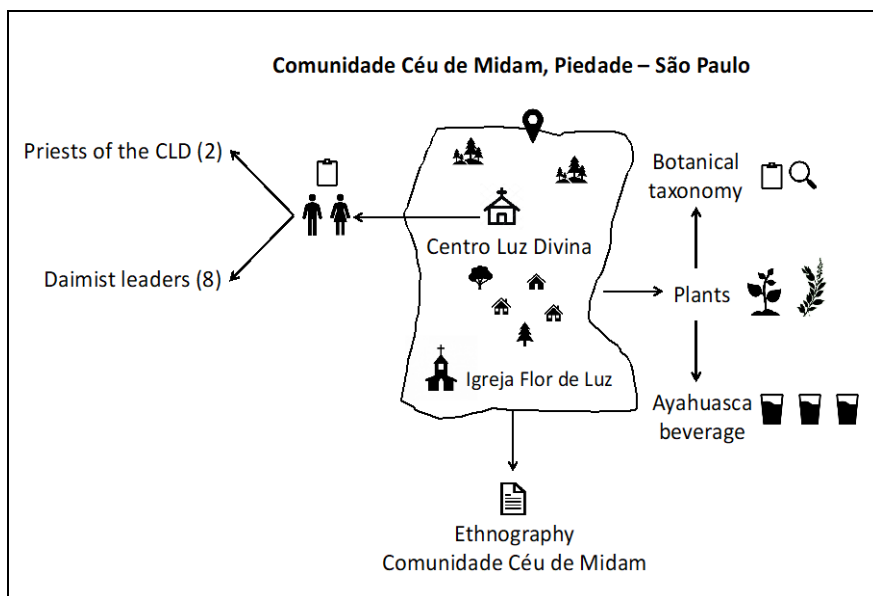 Comunidade Céu de Midam, Piedade – São Paulo
Priests of the CLD (2)
Daimist leaders (8)
Centro Luz Divina
Igreja Flor de Luz
Botanical
taxonomy
Plants
Ayahuasca
beverage
Ethnography
Comunidade Céu de Midam